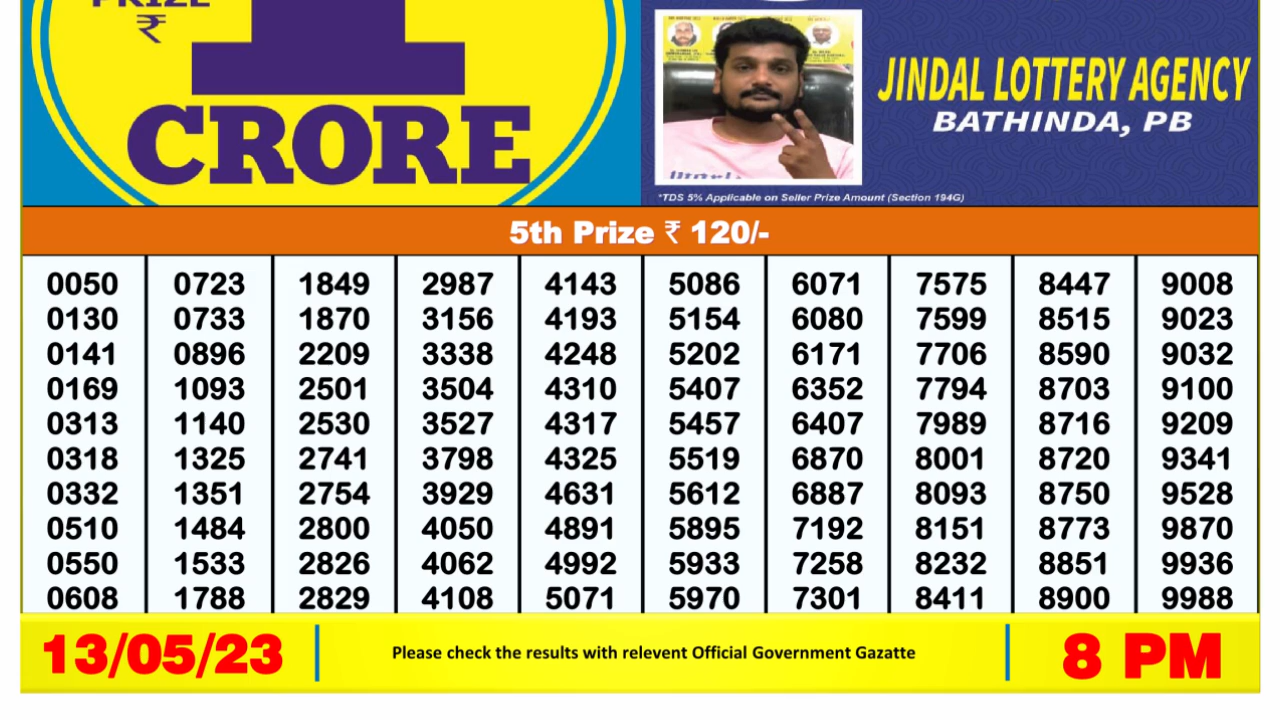 PRIZE
₹
1
CRORE
JINDAL LOTTERY AGENCY
BATHINDA, PB
*TDS 5% Applicable on Seller Prize Amount (Section 194G)
5th Prize ₹ 120/-
0050 0723 1849 2987 4143 5086 6071 7575 8447 9008
0130 0733 1870 3156 4193 5154 6080 7599 8515 9023
0141 0896 2209 3338 4248 5202 6171 7706 8590 9032
0169 1093 2501 3504 4310 5407 6352 7794 8703 9100
0313 1140 2530 3527 4317 5457 6407 7989 8716 9209
0318 1325 2741 3798 4325 5519 6870 8001 8720 9341
0332 1351 2754 3929 4631 5612 6887 8093 8750 9528
0510 1484 2800 4050 4891 5895 7192 8151 8773 9870
0550 1533 2826 4062 4992 5933 7258 8232 8851 9936
0608 1788 2829 4108 5071 5970 7301 8411 8900 9988
13/05/23
Please check the results with relevent Official Government Gazatte
8 PM